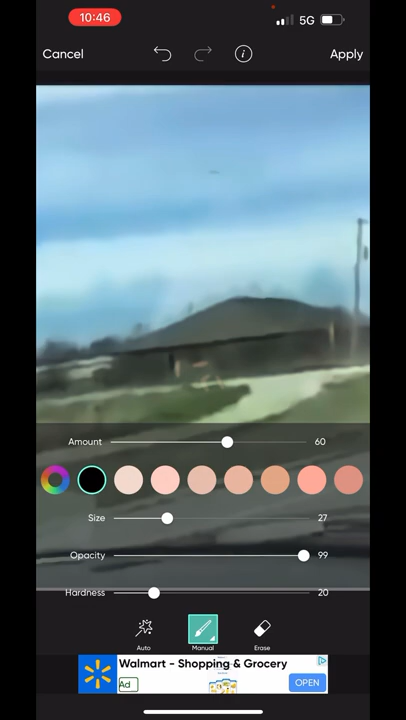 10:46
5G
Cancel
Apply
Amount 60
Size 27
Opacity 99
Hardness 20
Auto Manual Erase
Walmart - Shopping & Grocery
Ad
OPEN